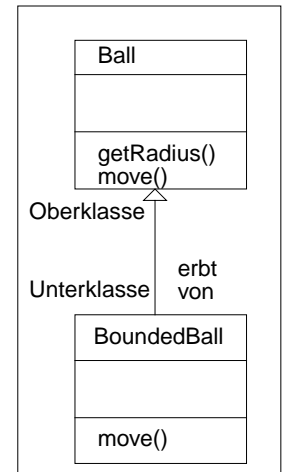 Ball
getRadius()
move()
Oberklasse
erbt
Unterklasse von
BoundedBall
move()